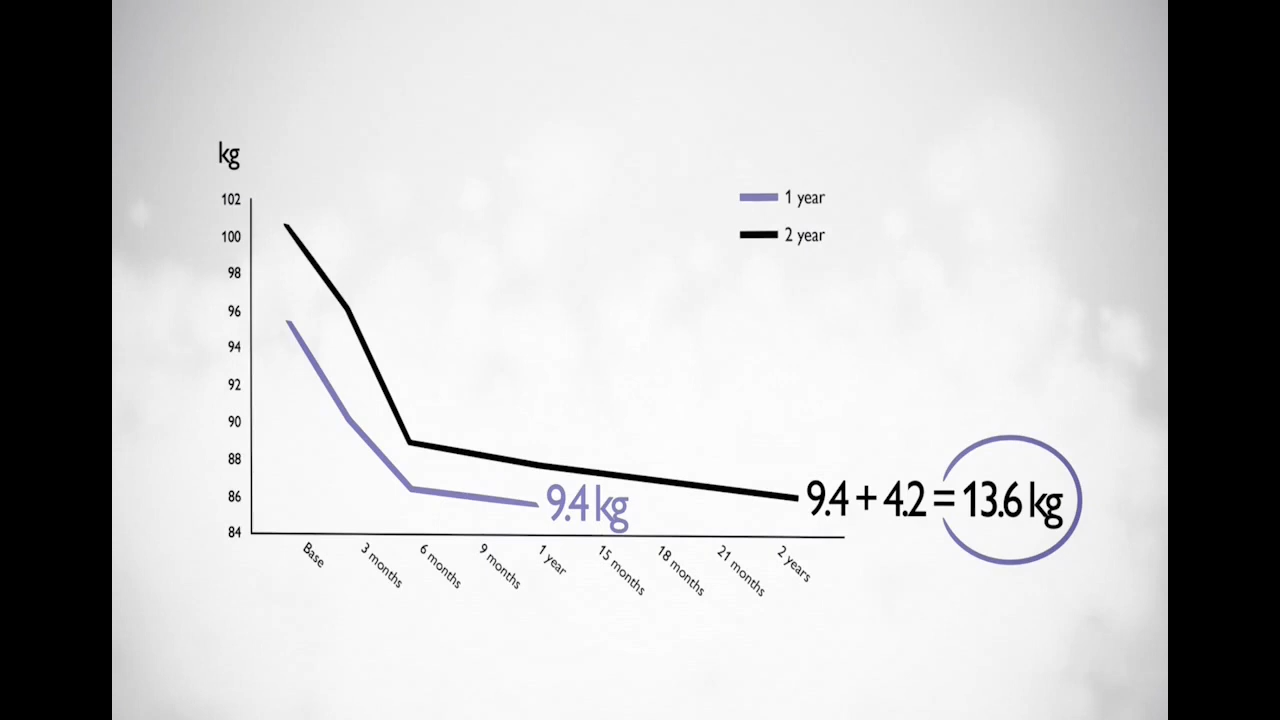 kg
102
100
98
96
94
92
90
88
86
84
1 year
2 year
9.4 kg
9.4 + 4.2 = 13.6 kg
Base
3 months
6 months
9 months
1 year
15 months
18 months
21 months
2 years